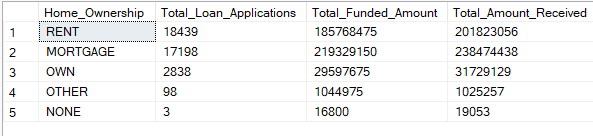 Home_Ownership Total_Loan_Applications Total_Funded_Amount Total_Amount_Received
1 RENT 18439 185768475 201823056
2 MORTGAGE 17198 219329150 238474438
3 OWN 2838 29597675 31729129
4 OTHER 98 1044975 1025257
5 NONE 3 16800 19053